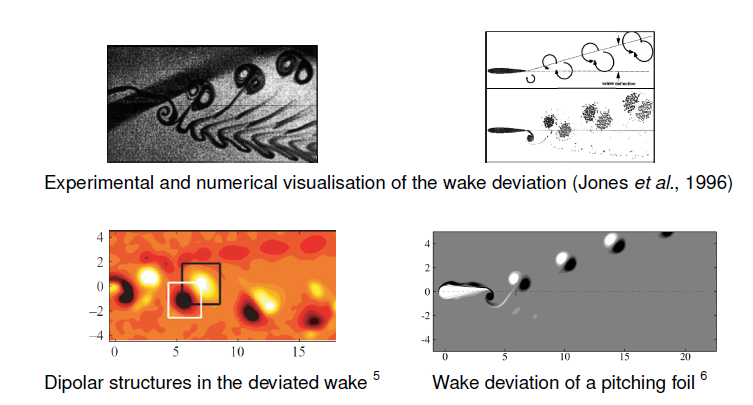 wake deflection
Experimental and numerical visualisation of the wake deviation (Jones et al., 1996)
4
2
0
−2
−4
0 5 10 15
4
2
0
-2
-4
0 5 10 15 20
Dipolar structures in the deviated wake 5
Wake deviation of a pitching foil 6